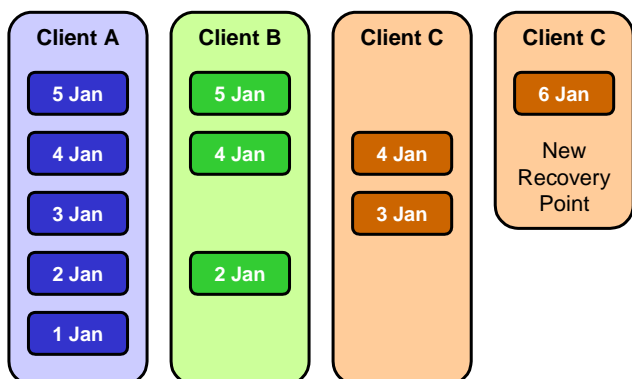 Client A
5 Jan
4 Jan
3 Jan
2 Jan
1 Jan
Client B
5 Jan
4 Jan
2 Jan
Client C
4 Jan
3 Jan
Client C
6 Jan
New
Recovery
Point